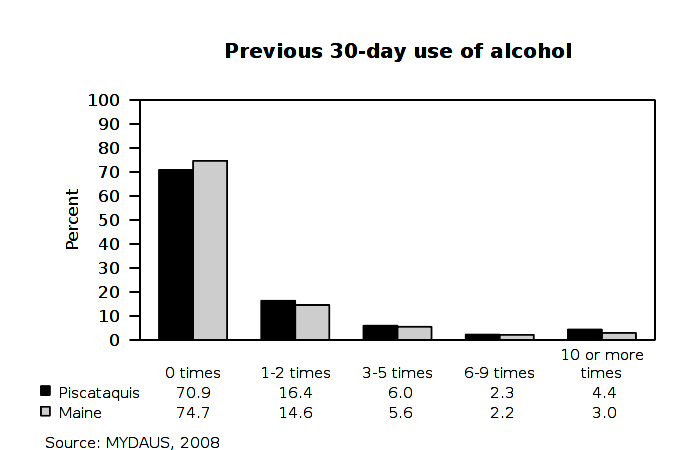 Previous 30-day use of alcohol
100
90
80
70
60
50
40
30
20
10
0
Percent
0 times 1-2 times 3-5 times 6-9 times 10 or more times
Piscataquis 70.9 16.4 6.0 2.3 4.4
Maine 74.7 14.6 5.6 2.2 3.0
Source: MYDAUS, 2008